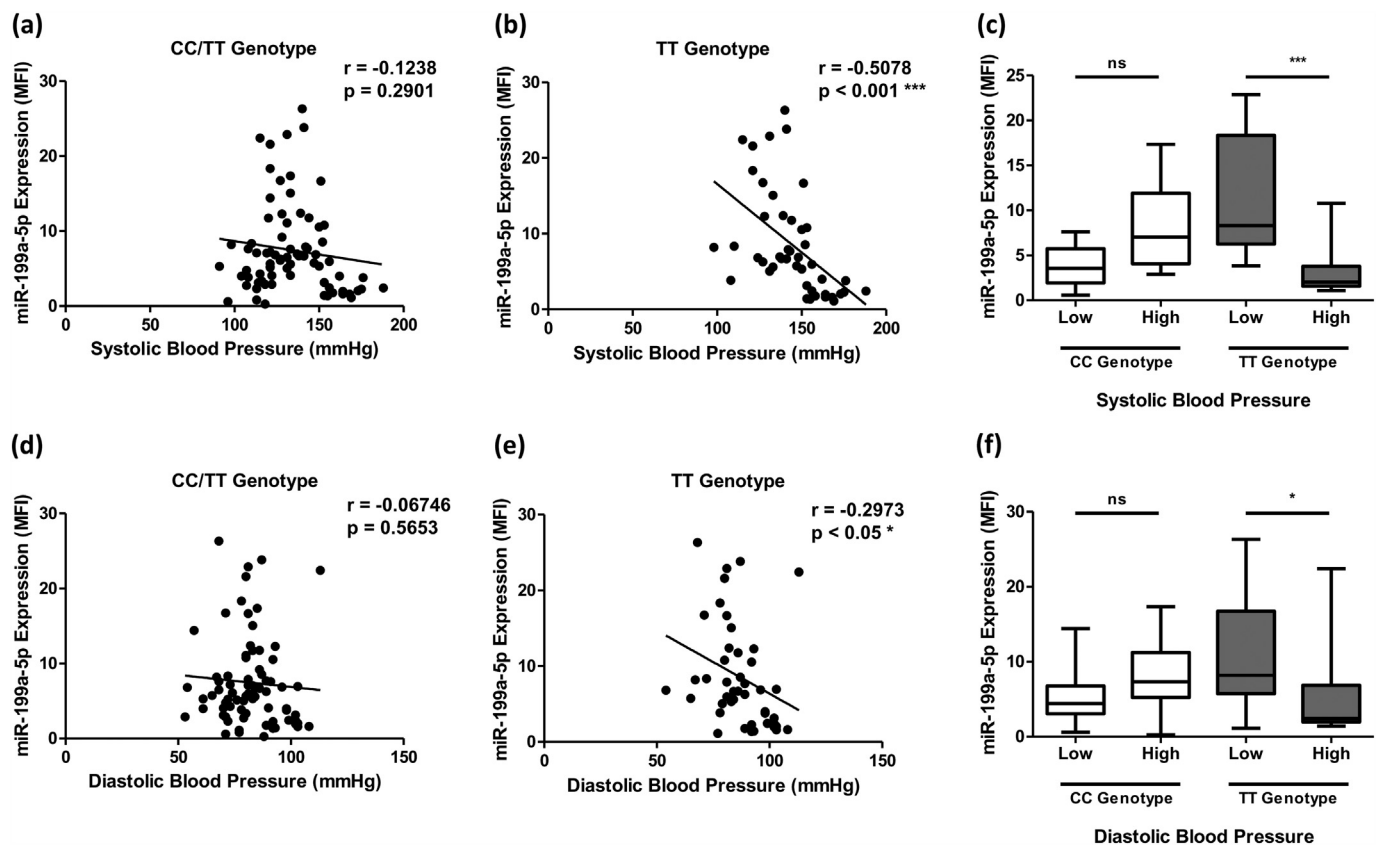 (a)
CC/TT Genotype
r = -0.1238
p = 0.2901
miR-199a-5p Expression (MFI)
30
20
10
0
0 50 100 150 200
Systolic Blood Pressure (mmHg)
(b)
TT Genotype
r = -0.5078
p < 0.001 ***
miR-199a-5p Expression (MFI)
30
20
10
0
0 50 100 150 200
Systolic Blood Pressure (mmHg)
(c)
ns
***
miR-199a-5p Expression (MFI)
25
20
15
10
5
0
Low High Low High
CC Genotype TT Genotype
Systolic Blood Pressure
(d)
CC/TT Genotype
r = -0.06746
p = 0.5653
miR-199a-5p Expression (MFI)
30
20
10
0
0 50 100 150
Diastolic Blood Pressure (mmHg)
(e)
TT Genotype
r = -0.2973
p < 0.05 *
miR-199a-5p Expression (MFI)
30
20
10
0
0 50 100 150
Diastolic Blood Pressure (mmHg)
(f)
ns
*
miR-199a-5p Expression (MFI)
30
20
10
0
Low High Low High
CC Genotype TT Genotype
Diastolic Blood Pressure